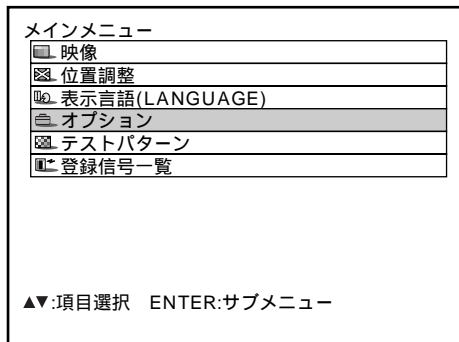 メインメニュー
映像
位置調整
表示言語(LANGUAGE)
オプション
テストパターン
登録信号一覧
▲▼:項目選択　ENTER:サブメニュー